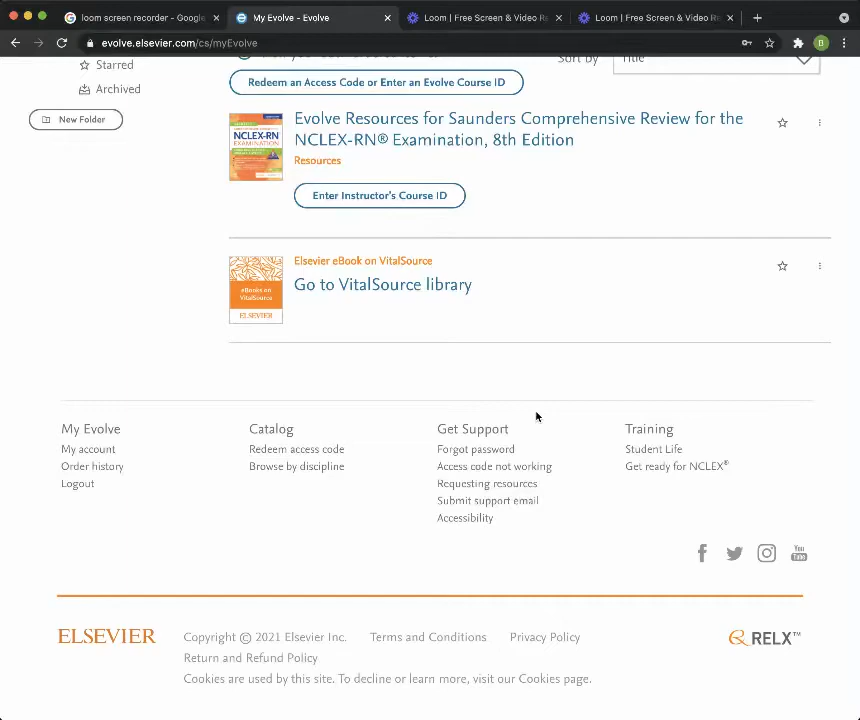 loom screen recorder - Google
My Evolve - Evolve
Loom | Free Screen & Video Re
Loom | Free Screen & Video Re
evolve.elsevier.com/cs/myEvolve
B
Starred
Archived
New Folder
Sort by
Title
Redeem an Access Code or Enter an Evolve Course ID
NCLEX-RN
EXAMINATION
Evolve Resources for Saunders Comprehensive Review for the
NCLEX-RN® Examination, 8th Edition
Resources
Enter Instructor's Course ID
eBooks on
VitalSource
ELSEVIER
Elsevier eBook on VitalSource
Go to VitalSource library
My Evolve
My account
Order history
Logout
Catalog
Redeem access code
Browse by discipline
Get Support
Forgot password
Access code not working
Requesting resources
Submit support email
Accessibility
Training
Student Life
Get ready for NCLEX®
You
Tube
ELSEVIER
Copyright © 2021 Elsevier Inc.
Terms and Conditions
Privacy Policy
Return and Refund Policy
Cookies are used by this site. To decline or learn more, visit our Cookies page.
RELX™